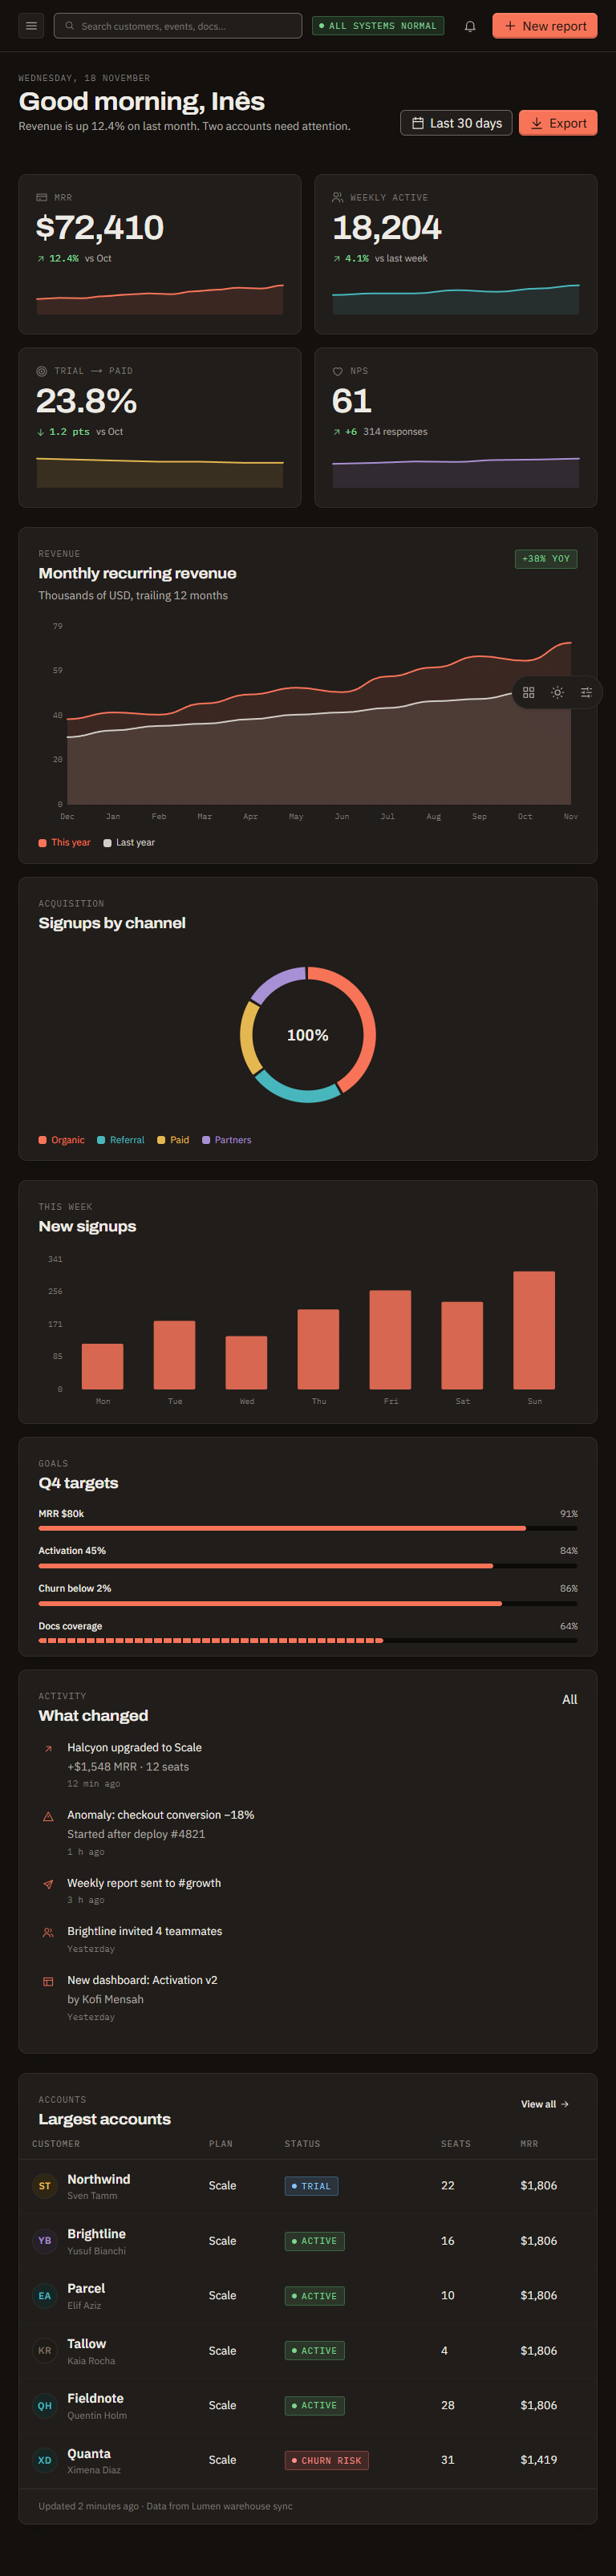 Search customers, events, docs...
ALL SYSTEMS NORMAL
New report
WEDNESDAY, 18 NOVEMBER
Good morning, Inês
Revenue is up 12.4% on last month. Two accounts need attention.
Last 30 days
Export
MRR
$72,410
12.4% vs Oct
WEEKLY ACTIVE
18,204
4.1% vs last week
TRIAL → PAID
23.8%
1.2 pts vs Oct
NPS
61
+6 314 responses
REVENUE
Monthly recurring revenue
Thousands of USD, trailing 12 months
+38% YOY
79
59
40
20
0
Dec Jan Feb Mar Apr May Jun Jul Aug Sep Oct Nov
This year Last year
ACQUISITION
Signups by channel
100%
Organic Referral Paid Partners
THIS WEEK
New signups
341
256
171
85
0
Mon Tue Wed Thu Fri Sat Sun
GOALS
Q4 targets
MRR $80k 91%
Activation 45% 84%
Churn below 2% 86%
Docs coverage 64%
ACTIVITY
What changed
All
Halcyon upgraded to Scale
+$1,548 MRR · 12 seats
12 min ago
Anomaly: checkout conversion −18%
Started after deploy #4821
1 h ago
Weekly report sent to #growth
3 h ago
Brightline invited 4 teammates
Yesterday
New dashboard: Activation v2
by Kofi Mensah
Yesterday
ACCOUNTS
Largest accounts
View all →
CUSTOMER PLAN STATUS SEATS MRR
ST Northwind Scale TRIAL 22 $1,806
Sven Tamm
YB Brightline Scale ACTIVE 16 $1,806
Yusuf Bianchi
EA Parcel Scale ACTIVE 10 $1,806
Elif Aziz
KR Tallow Scale ACTIVE 4 $1,806
Kaia Rocha
QH Fieldnote Scale ACTIVE 28 $1,806
Quentin Holm
XD Quanta Scale CHURN RISK 31 $1,419
Ximena Diaz
Updated 2 minutes ago · Data from Lumen warehouse sync